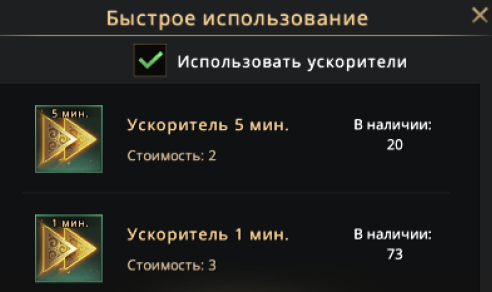 Быстрое использование
Использовать ускорители
5 мин.
Ускоритель 5 мин.
Стоимость: 2
В наличии:
20
1 мин.
Ускоритель 1 мин.
Стоимость: 3
В наличии:
73